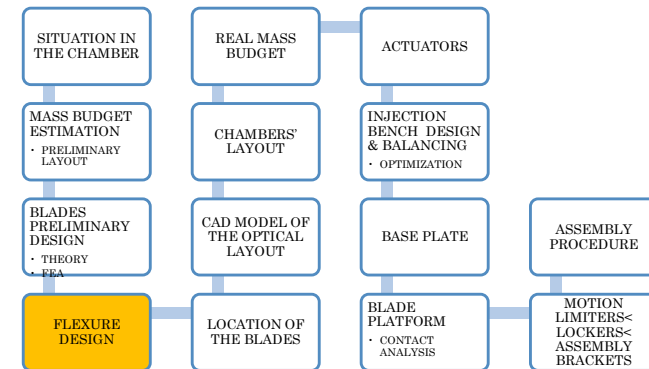 SITUATION IN
THE CHAMBER
MASS BUDGET
ESTIMATION
· PRELIMINARY
LAYOUT
BLADES
PRELIMINARY
DESIGN
· THEORY
· FEA
FLEXURE
DESIGN
LOCATION OF
THE BLADES
CAD MODEL OF
THE OPTICAL
LAYOUT
CHAMBERS'
LAYOUT
REAL MASS
BUDGET
ACTUATORS
INJECTION
BENCH DESIGN
& BALANCING
· OPTIMIZATION
BASE PLATE
BLADE
PLATFORM
· CONTACT
ANALYSIS
MOTION
LIMITERS<
LOCKERS<
ASSEMBLY
BRACKETS
ASSEMBLY
PROCEDURE